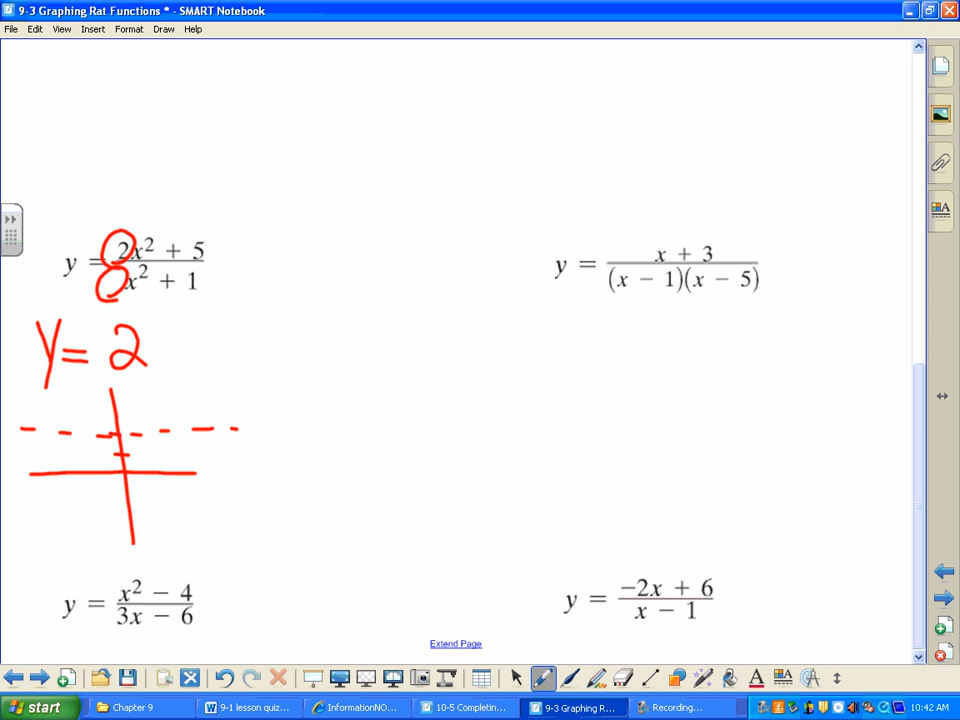 9-3 Graphing Rat Functions * - SMART Notebook
File Edit View Insert Format Draw Help
y = (2x² + 5)/(x² + 1)
y = (x + 3)/((x − 1)(x − 5))
y = 2
y = (x² − 4)/(3x − 6)
y = (−2x + 6)/(x − 1)
Extend Page
start Chapter 9 9-1 lesson quiz... InformationNO... 10-5 Completin... 9-3 Graphing R... Recording... 10:42 AM